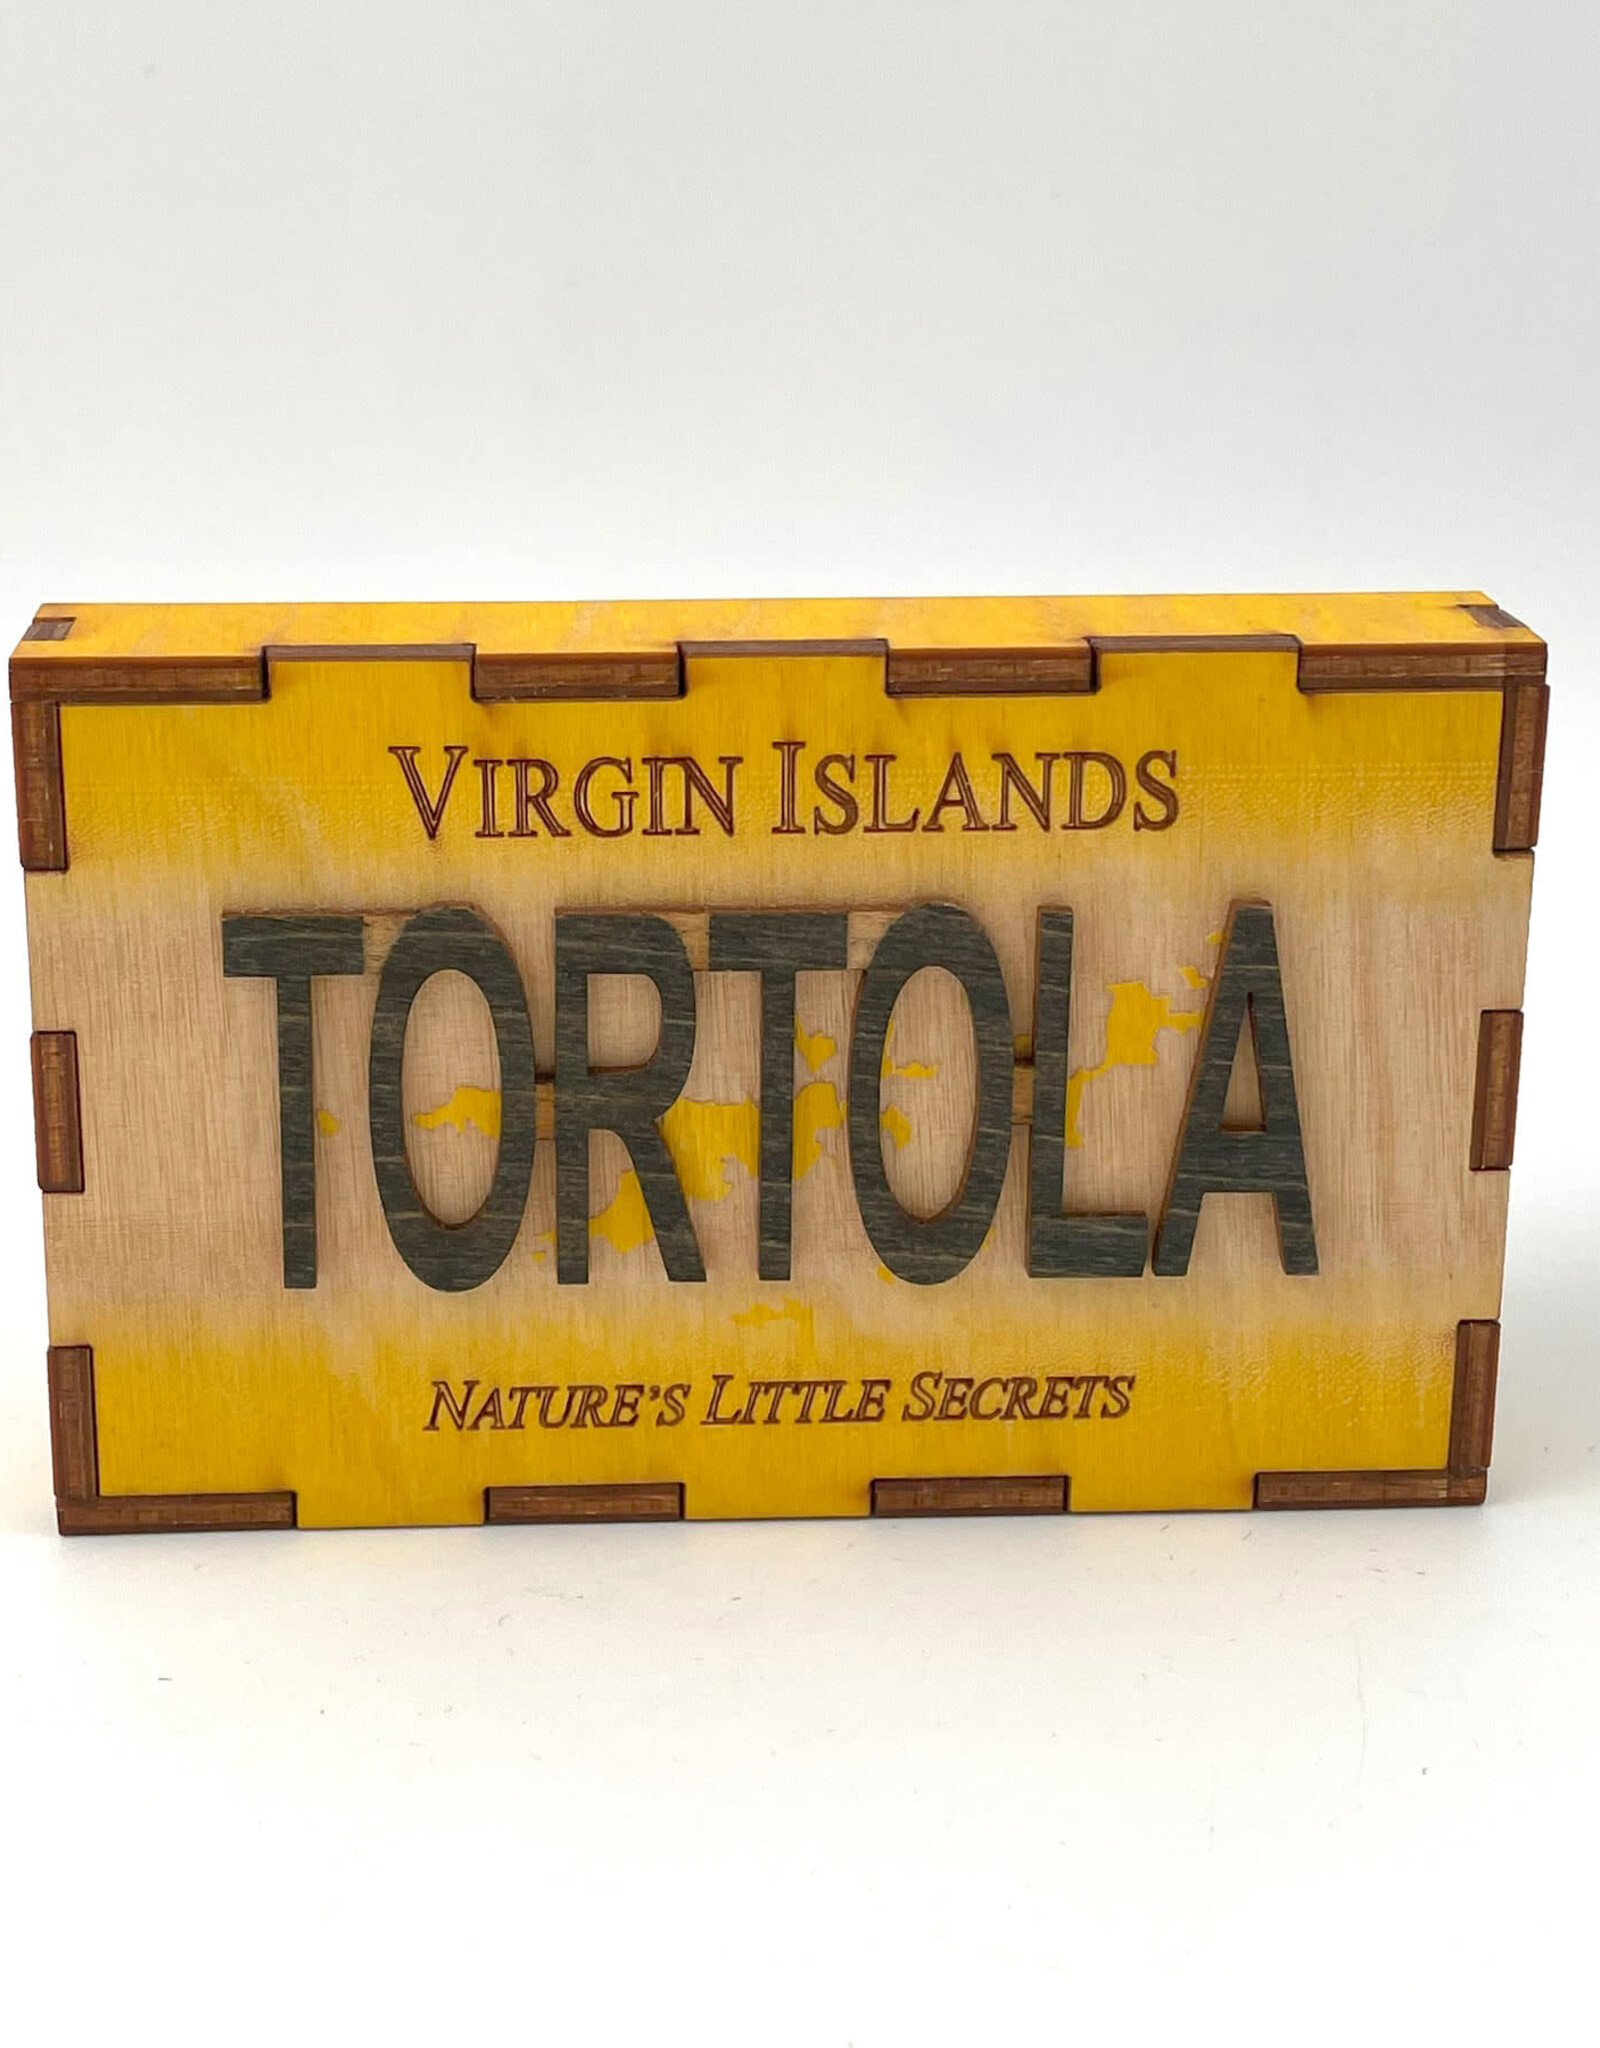 VIRGIN ISLANDS
TORTOLA
NATURE'S LITTLE SECRETS